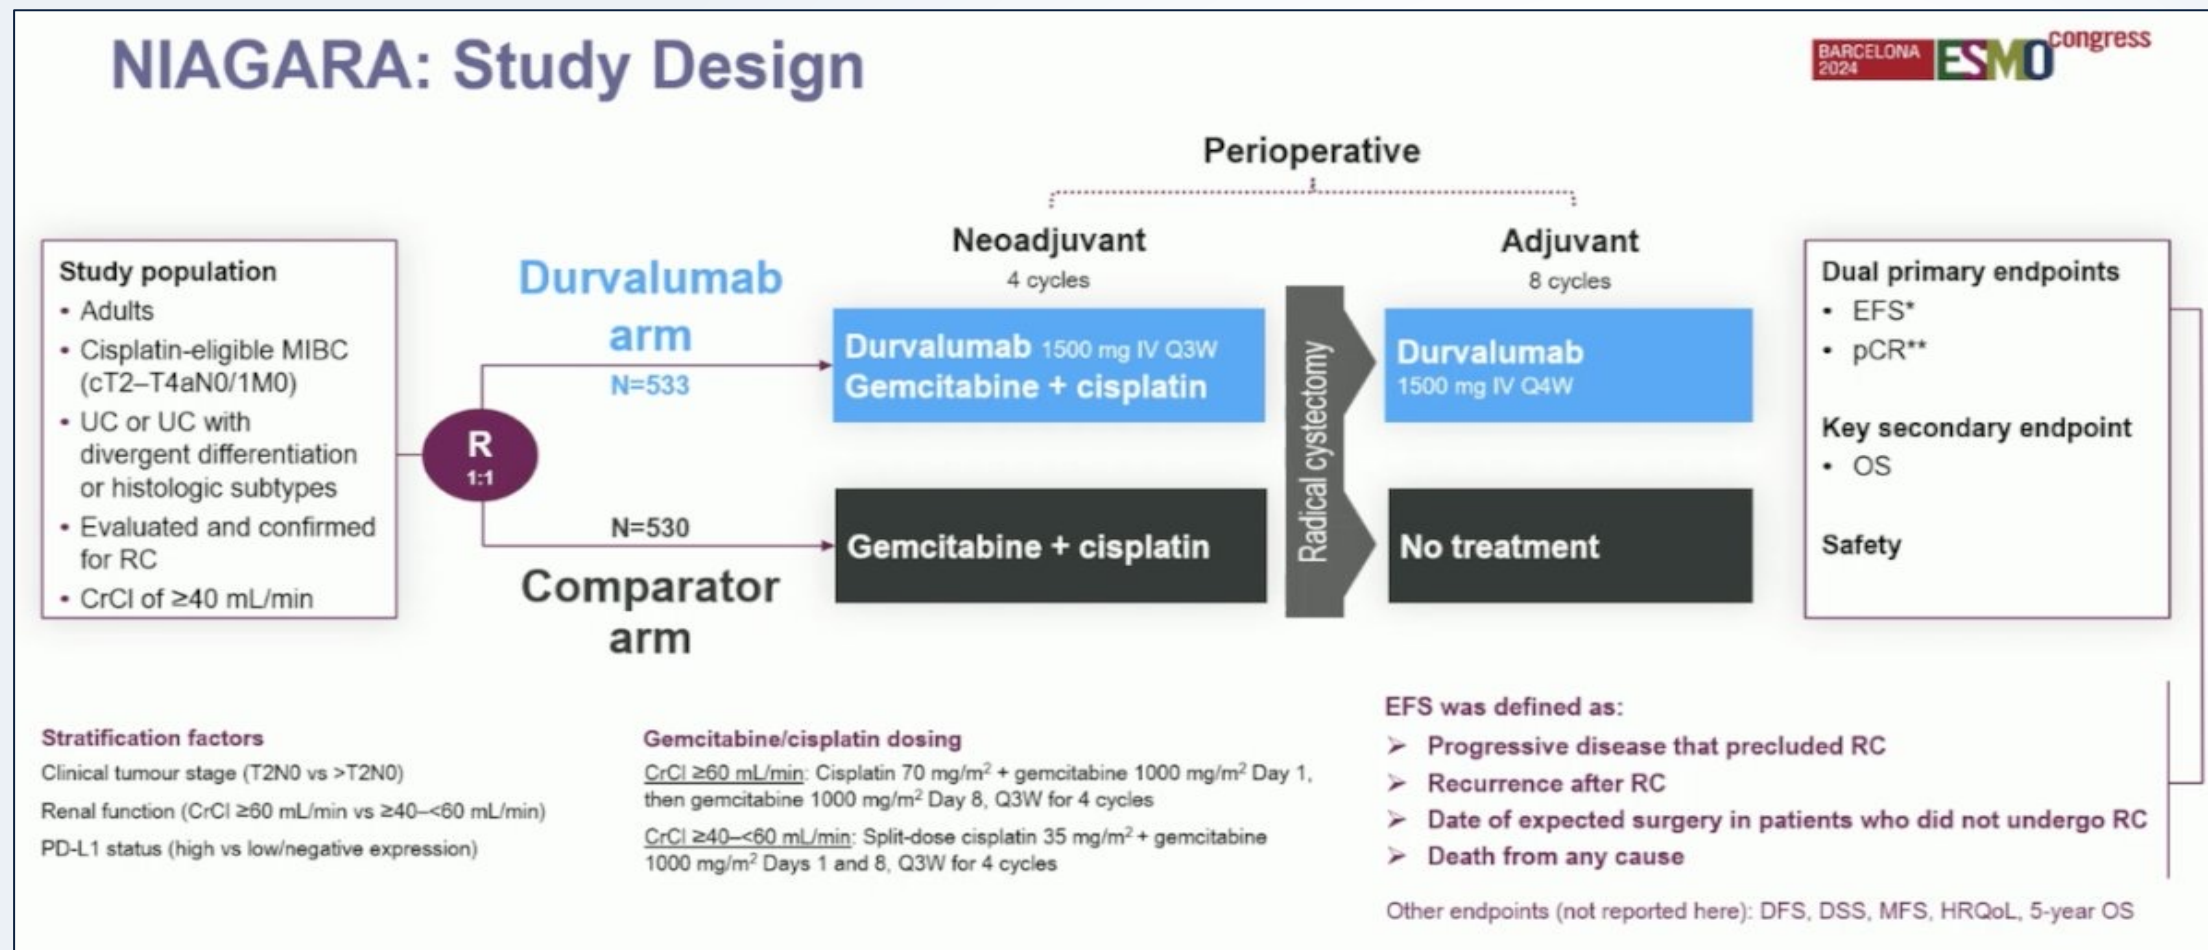 NIAGARA: Study Design
BARCELONA
2024
ESMO congress
Perioperative
Study population
• Adults
• Cisplatin-eligible MIBC
(cT2–T4aN0/1M0)
• UC or UC with
divergent differentiation
or histologic subtypes
• Evaluated and confirmed
for RC
• CrCl of ≥40 mL/min
R
1:1
Durvalumab
arm
N=533
N=530
Comparator
arm
Neoadjuvant
4 cycles
Durvalumab 1500 mg IV Q3W
Gemcitabine + cisplatin
Gemcitabine + cisplatin
Radical cystectomy
Adjuvant
8 cycles
Durvalumab
1500 mg IV Q4W
No treatment
Dual primary endpoints
• EFS*
• pCR**
Key secondary endpoint
• OS
Safety
Stratification factors
Clinical tumour stage (T2N0 vs >T2N0)
Renal function (CrCl ≥60 mL/min vs ≥40–<60 mL/min)
PD-L1 status (high vs low/negative expression)
Gemcitabine/cisplatin dosing
CrCl ≥60 mL/min: Cisplatin 70 mg/m² + gemcitabine 1000 mg/m² Day 1,
then gemcitabine 1000 mg/m² Day 8, Q3W for 4 cycles
CrCl ≥40–<60 mL/min: Split-dose cisplatin 35 mg/m² + gemcitabine
1000 mg/m² Days 1 and 8, Q3W for 4 cycles
EFS was defined as:
➢ Progressive disease that precluded RC
➢ Recurrence after RC
➢ Date of expected surgery in patients who did not undergo RC
➢ Death from any cause
Other endpoints (not reported here): DFS, DSS, MFS, HRQoL, 5-year OS